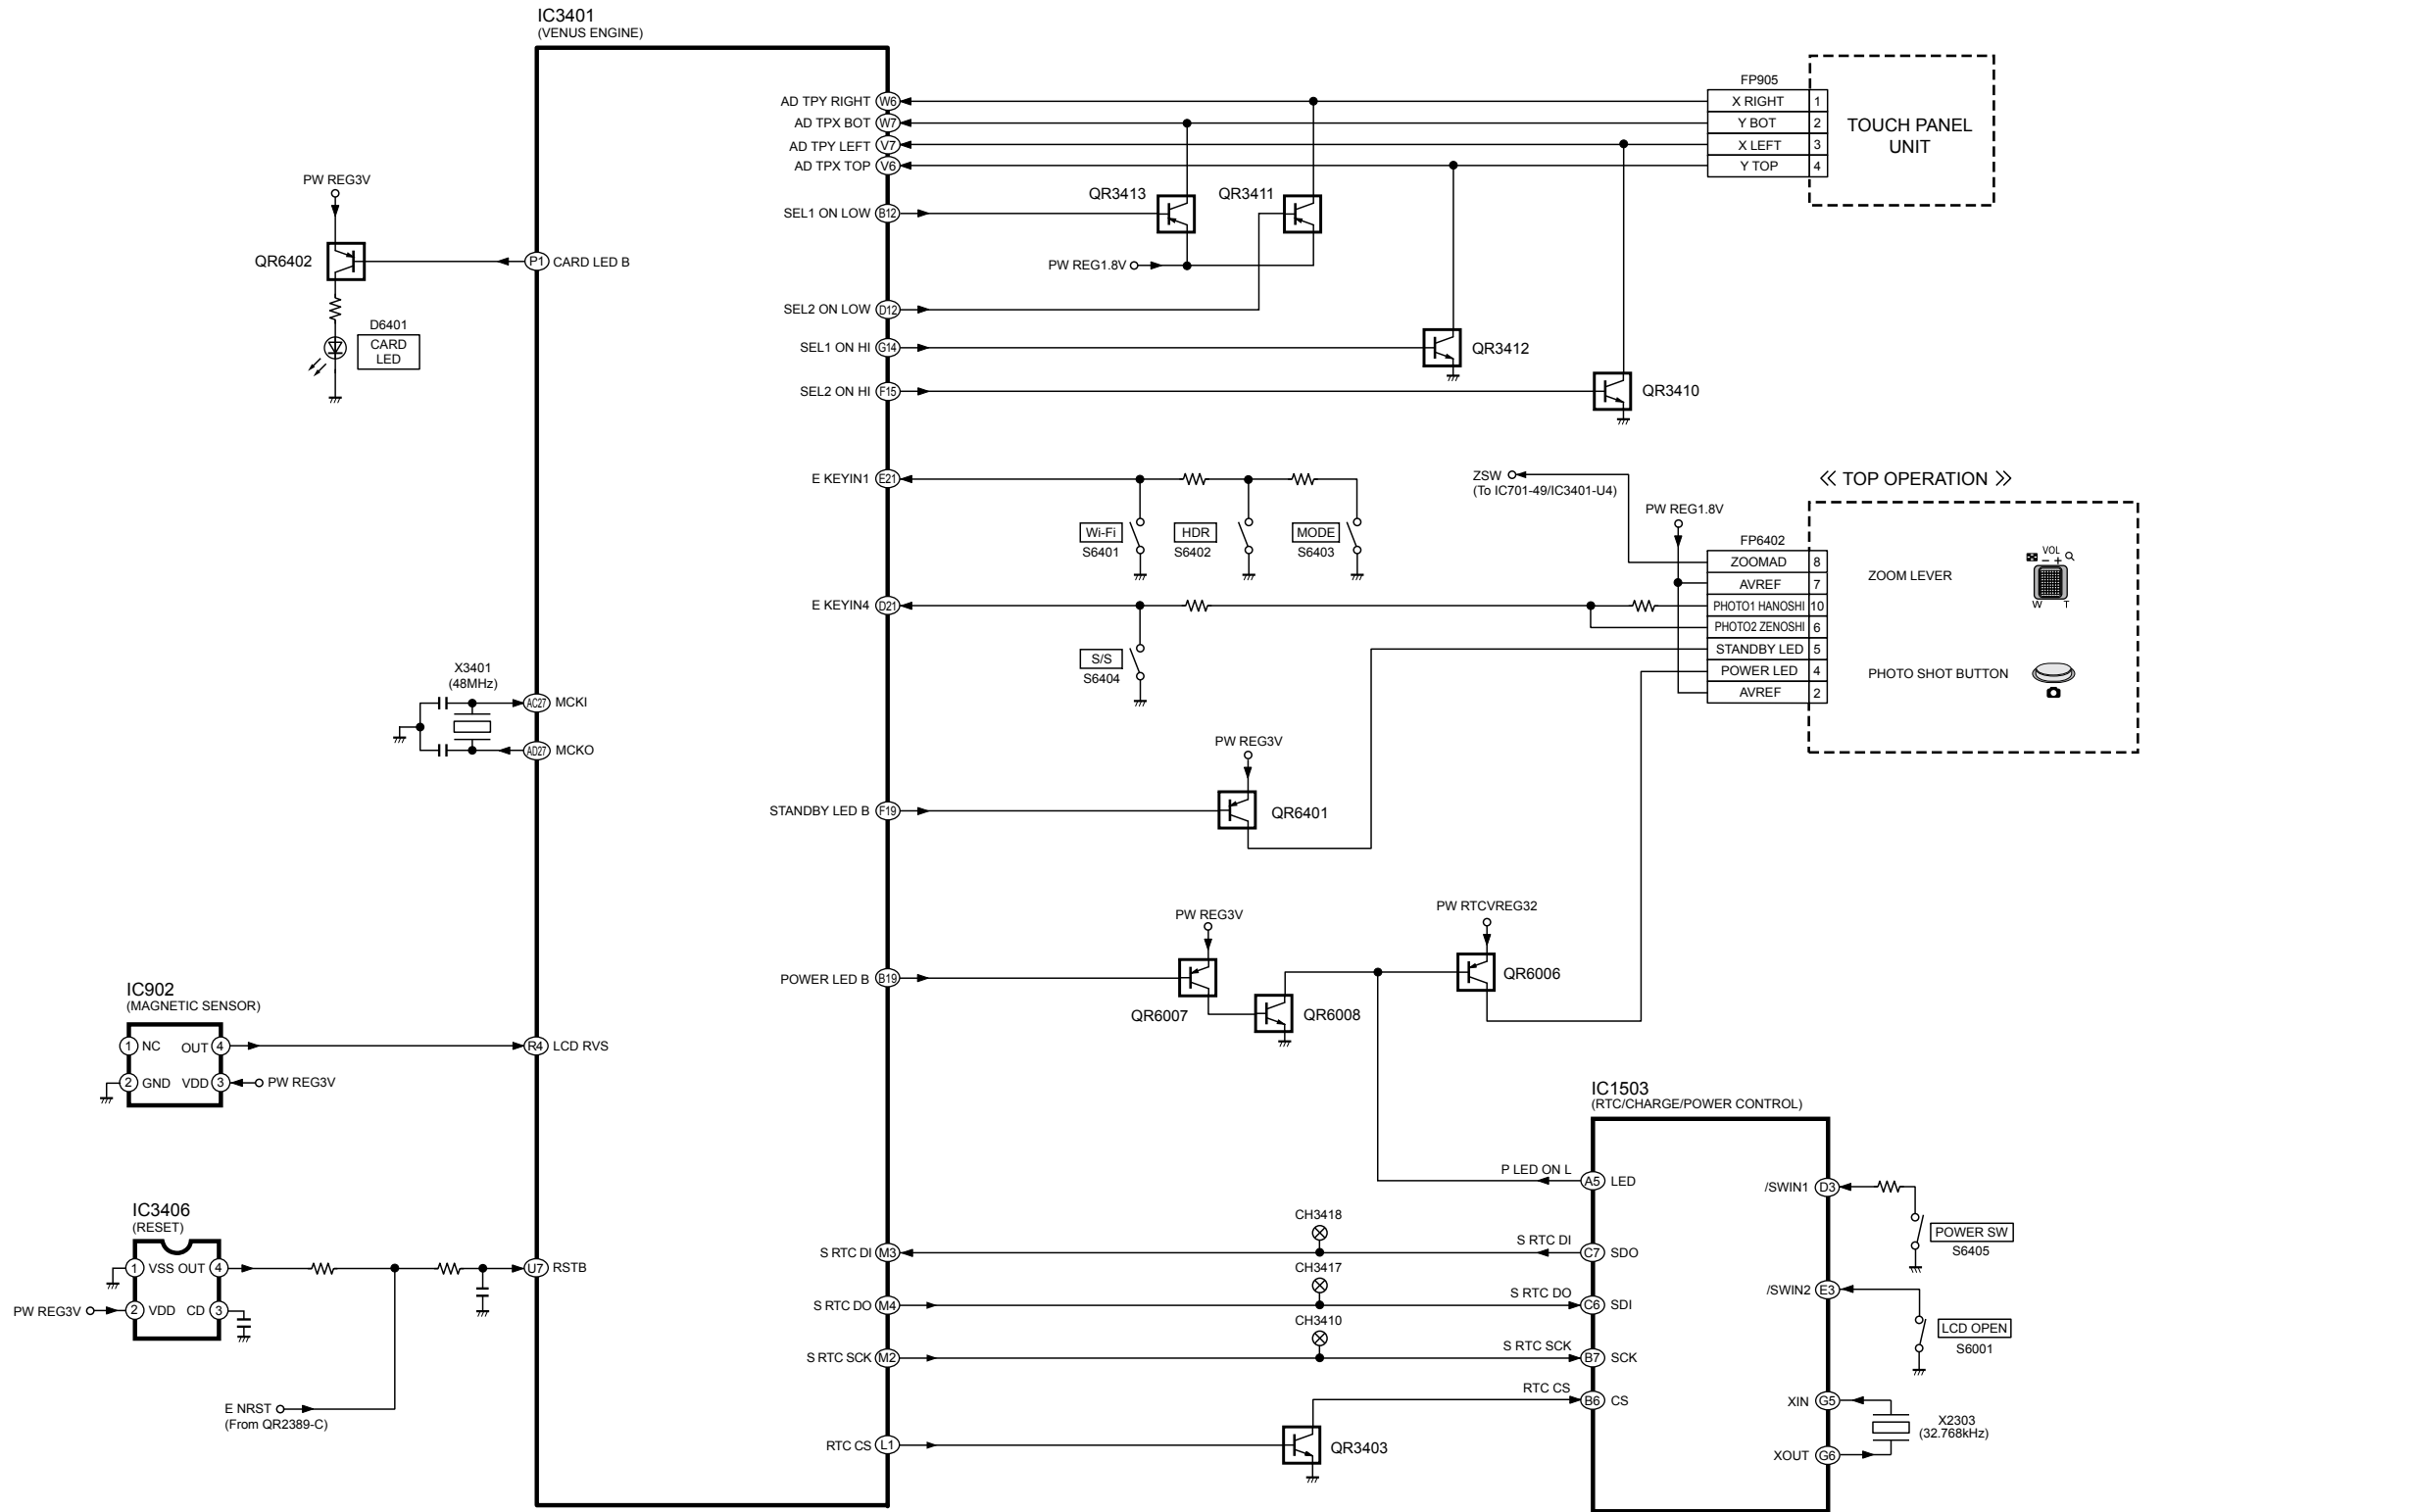 IC3401
(VENUS ENGINE)
AD TPY RIGHT W6
AD TPX BOT W7
AD TPY LEFT V7
AD TPX TOP V6
SEL1 ON LOW B12
SEL2 ON LOW D12
SEL1 ON HI G14
SEL2 ON HI F15
E KEYIN1 E21
E KEYIN4 D21
STANDBY LED B F19
POWER LED B B19
S RTC DI M3
S RTC DO M4
S RTC SCK M2
RTC CS L1
P1 CARD LED B
AC27 MCKI
AD27 MCKO
R4 LCD RVS
U7 RSTB
PW REG3V
QR6402
D6401
CARD
LED
X3401
(48MHz)
IC902
(MAGNETIC SENSOR)
1 NC OUT 4
2 GND VDD 3
PW REG3V
IC3406
(RESET)
1 VSS OUT 4
PW REG3V
2 VDD CD 3
E NRST
(From QR2389-C)
FP905
X RIGHT 1
Y BOT 2
X LEFT 3
Y TOP 4
TOUCH PANEL
UNIT
QR3413
QR3411
PW REG1.8V
QR3412
QR3410
Wi-Fi
S6401
HDR
S6402
MODE
S6403
S/S
S6404
ZSW
(To IC701-49/IC3401-U4)
PW REG1.8V
<< TOP OPERATION >>
FP6402
ZOOMAD 8
AVREF 7
PHOTO1 HANOSHI 10
PHOTO2 ZENOSHI 6
STANDBY LED 5
POWER LED 4
AVREF 2
ZOOM LEVER
VOL
− +
W T
PHOTO SHOT BUTTON
PW REG3V
QR6401
PW REG3V
QR6007
QR6008
PW RTCVREG32
QR6006
IC1503
(RTC/CHARGE/POWER CONTROL)
P LED ON L
A5 LED
CH3418
S RTC DI
C7 SDO
CH3417
S RTC DO
C6 SDI
CH3410
S RTC SCK
B7 SCK
RTC CS
B6 CS
QR3403
/SWIN1 D3
POWER SW
S6405
/SWIN2 E3
LCD OPEN
S6001
XIN G5
X2303
(32.768kHz)
XOUT G6